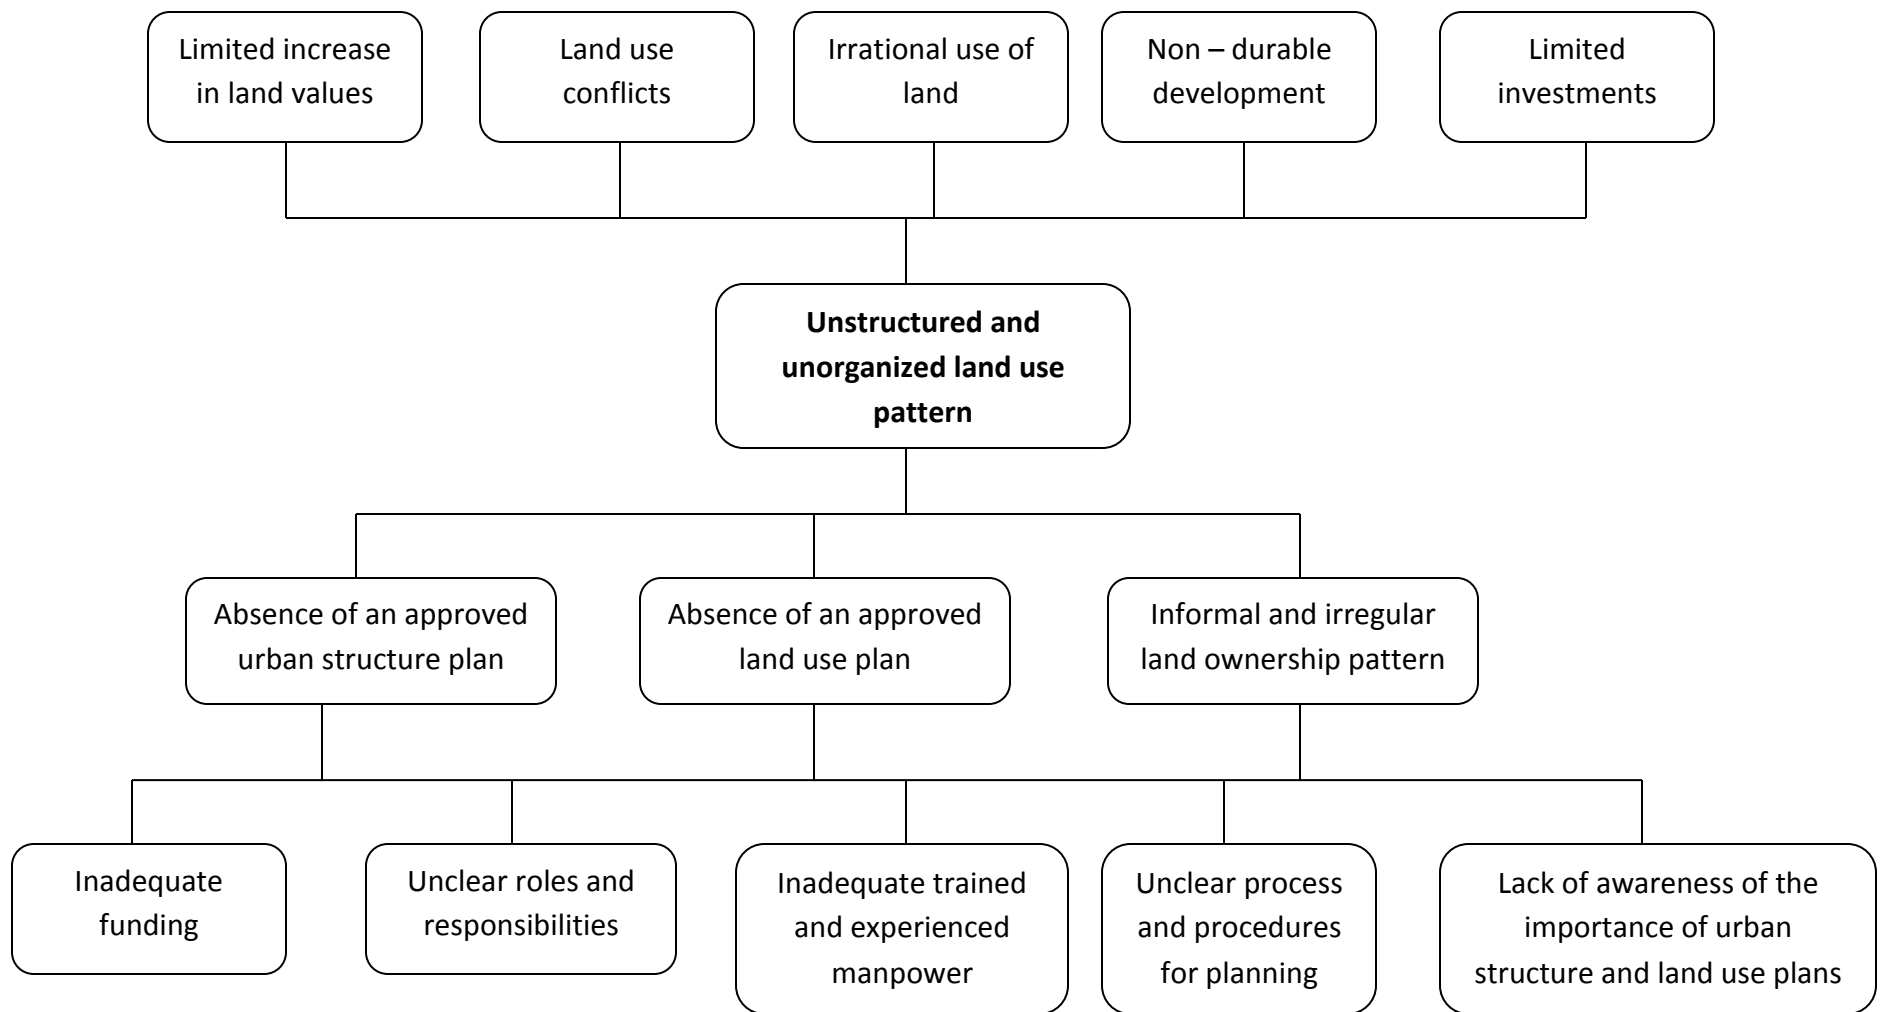 Limited increase
in land values
Land use
conflicts
Irrational use of
land
Non – durable
development
Limited
investments
Unstructured and
unorganized land use
pattern
Absence of an approved
urban structure plan
Absence of an approved
land use plan
Informal and irregular
land ownership pattern
Inadequate
funding
Unclear roles and
responsibilities
Inadequate trained
and experienced
manpower
Unclear process
and procedures
for planning
Lack of awareness of the
importance of urban
structure and land use plans